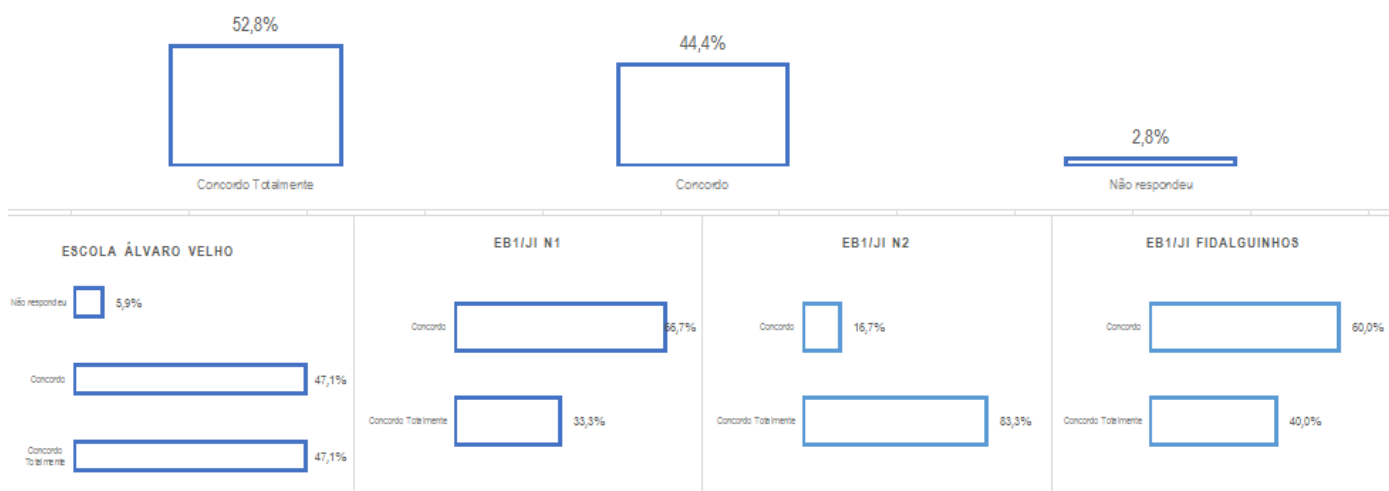 52,8%
44,4%
2,8%
Concordo Totalmente
Concordo
Não respondeu
ESCOLA ÁLVARO VELHO
Não respondeu
5,9%
Concordo
47,1%
Concordo
Totalmente
47,1%
EB1/JI N1
Concordo
66,7%
Concordo Totalmente
33,3%
EB1/JI N2
Concordo
16,7%
Concordo Totalmente
83,3%
EB1/JI FIDALGUINHOS
Concordo
60,0%
Concordo Totalmente
40,0%